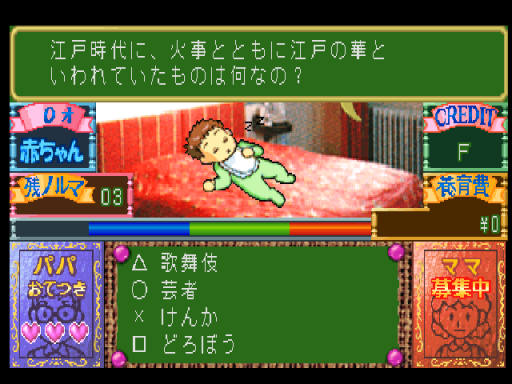 江戸時代に、火事とともに江戸の華と
いわれていたものは何なの？
0才
赤ちゃん
CREDIT
F
残ノルマ
03
養育費
¥0
パパ
おてつき
△ 歌舞伎
○ 芸者
× けんか
□ どろぼう
ママ
募集中